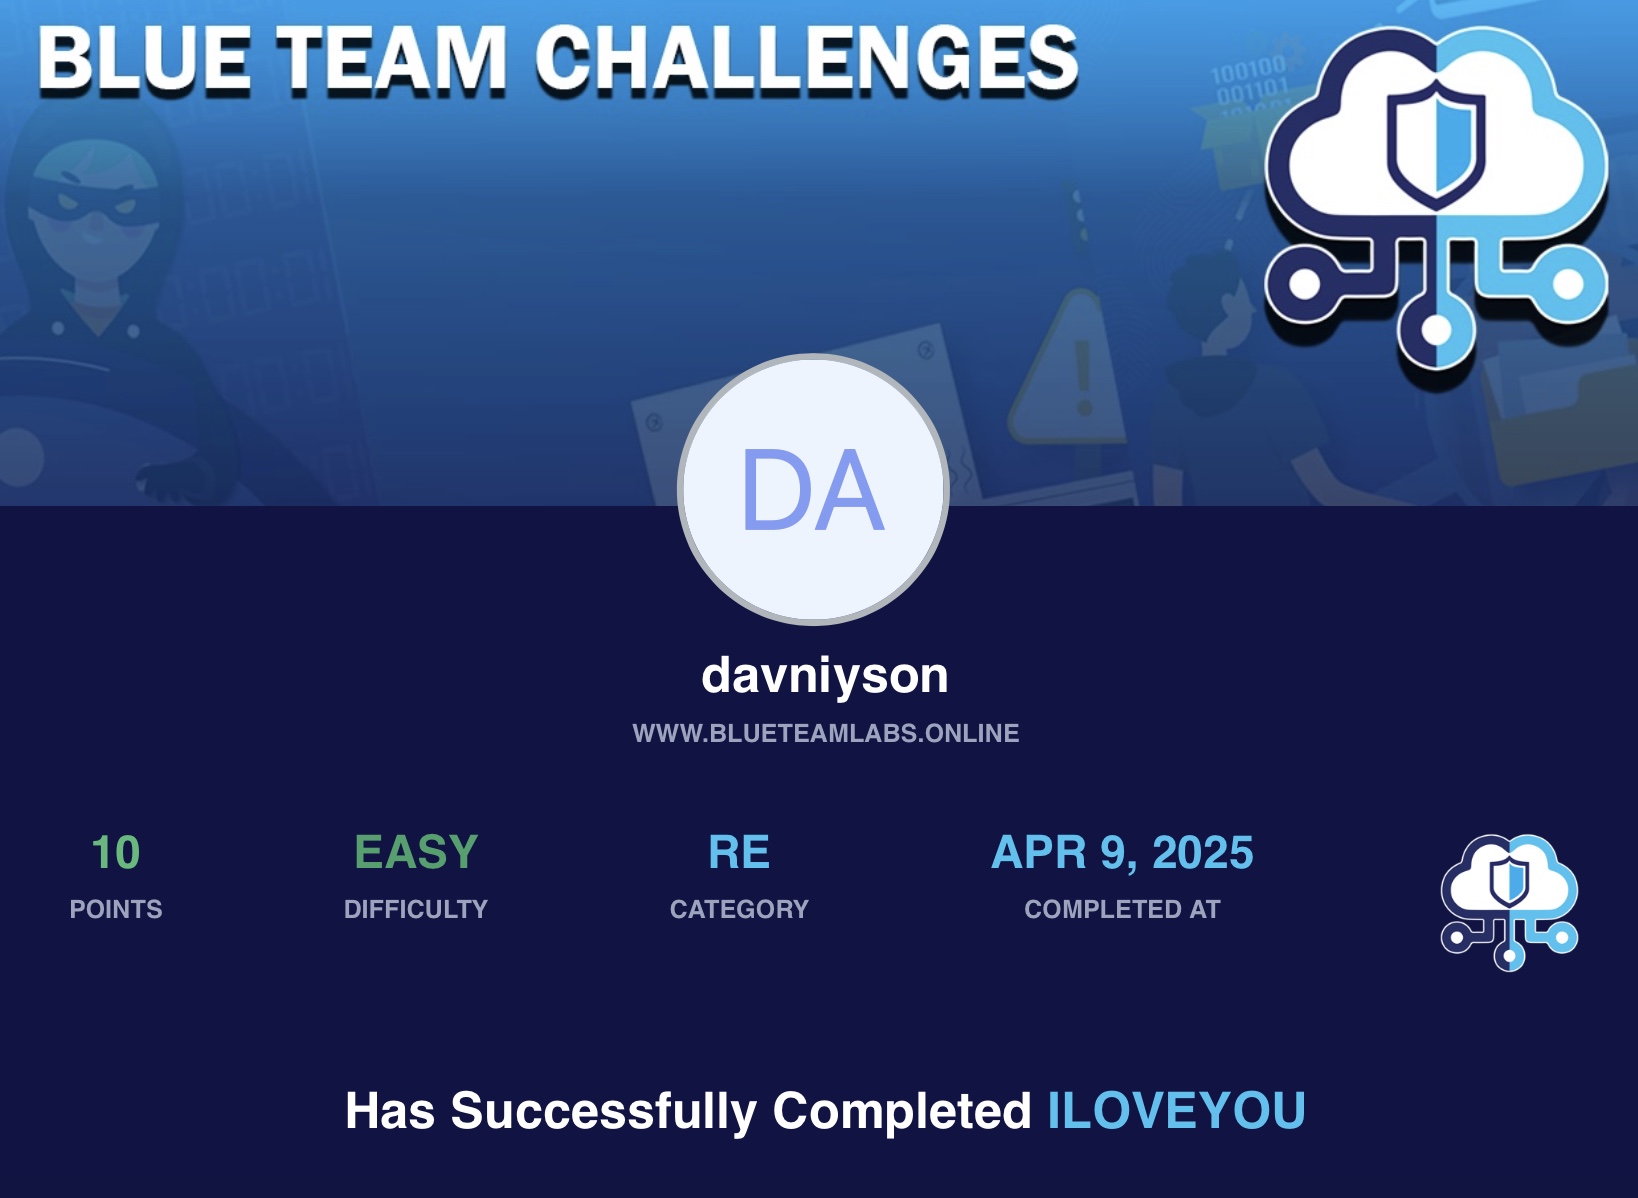 BLUE TEAM CHALLENGES
100100
001101
DA
davniyson
WWW.BLUETEAMLABS.ONLINE
10 EASY RE APR 9, 2025
POINTS DIFFICULTY CATEGORY COMPLETED AT
Has Successfully Completed ILOVEYOU